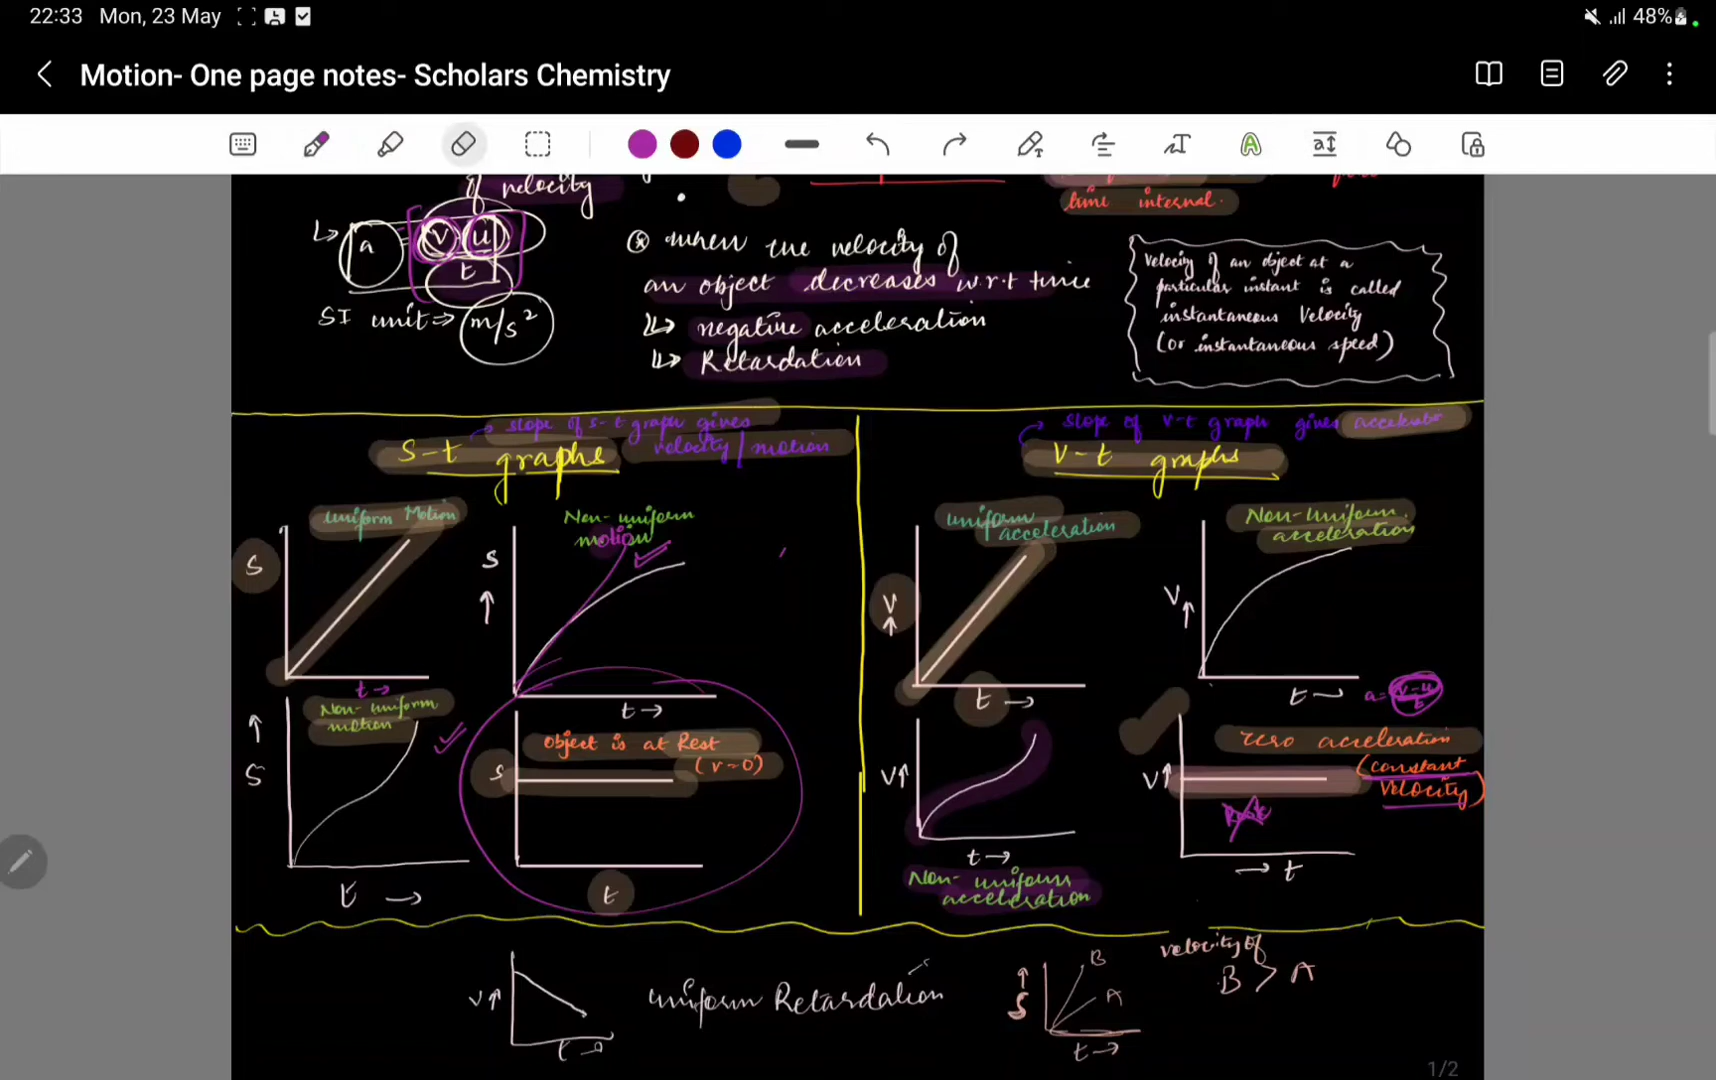 22:33 Mon, 23 May
48%
Motion- One page notes- Scholars Chemistry
of velocity
time internal.
a
v u
t
SI unit ⇒ m/s²
when the velocity of
an object decreases w.r.t time
negative acceleration
Retardation
Velocity of an object at a
particular instant is called
instantaneous Velocity
(or instantaneous speed)
→ slope of s-t graph gives
velocity/motion
S-t graphs
→ slope of v-t graph gives
V-t graphs
uniform Motion
S
t →
Non-uniform
motion
S ↑
t →
Non-uniform
motion
↑
S
t →
object is at Rest
(v=0)
s
t
uniform
acceleration
V ↑
t →
Non-Uniform.
acceleration
V ↑
t →
a = v-u
V↑
t →
Non-uniform
acceleration
zero acceleration
(constant
velocity)
V↑
→ t
V↑
t →
uniform Retardation
↑ S
B
A
t →
velocity of
B > A
1/2